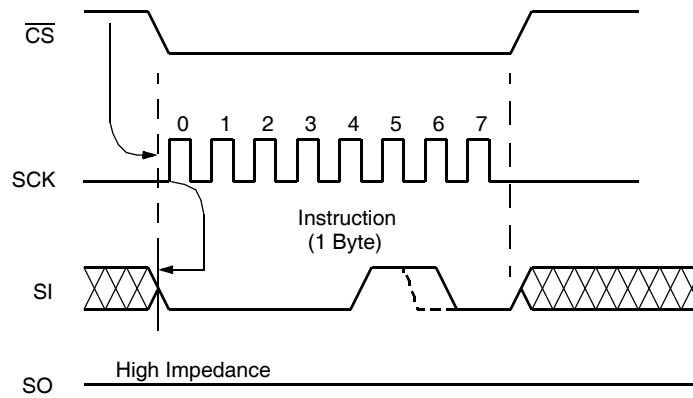 CS
0 1 2 3 4 5 6 7
SCK
Instruction
(1 Byte)
SI
High Impedance
SO